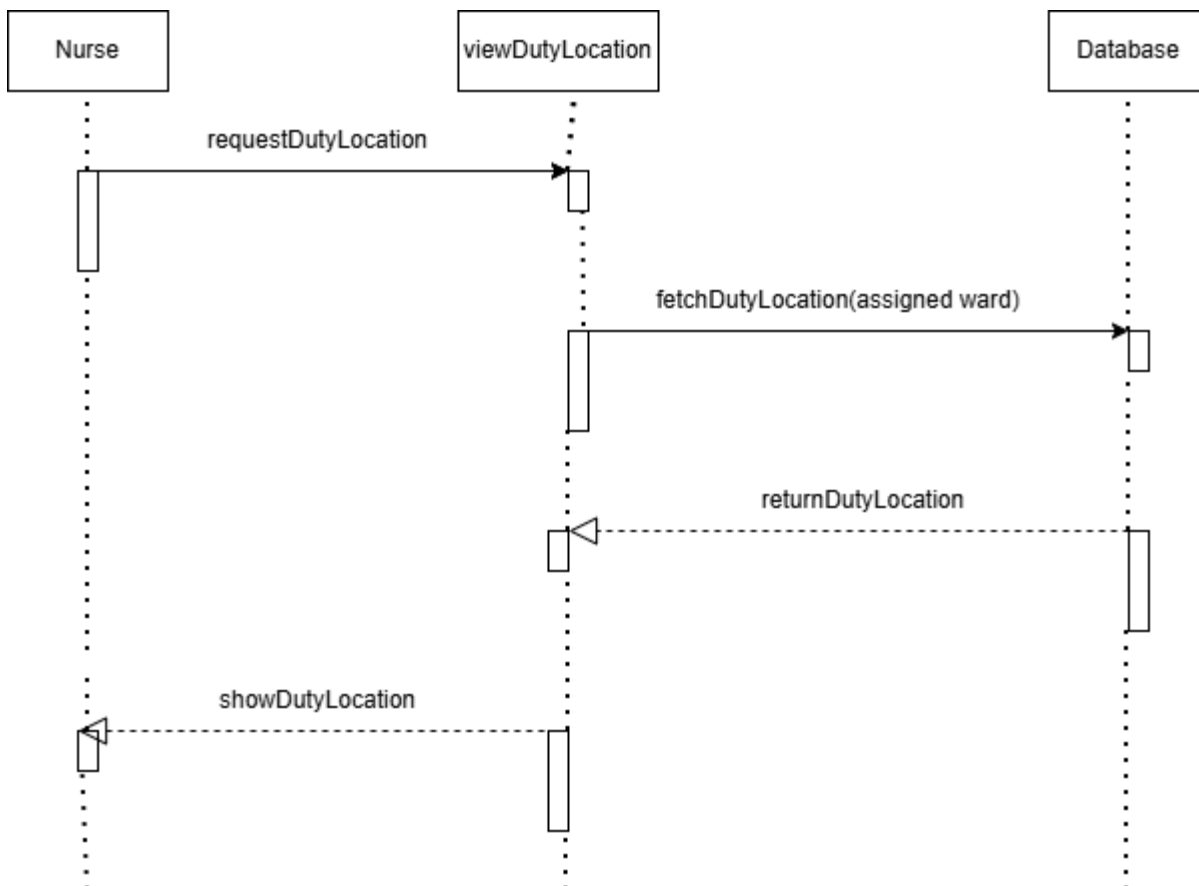 Nurse
viewDutyLocation
Database
requestDutyLocation
fetchDutyLocation(assigned ward)
returnDutyLocation
showDutyLocation